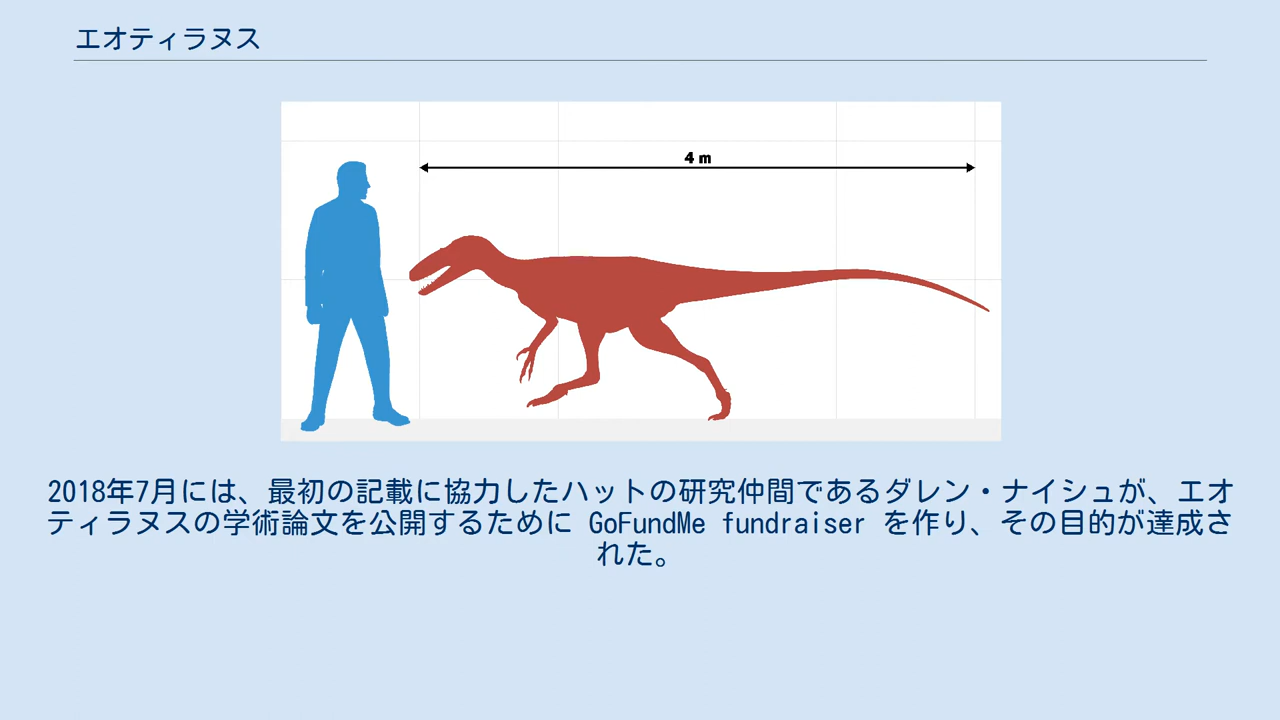 エオティラヌス
4 m
2018年7月には、最初の記載に協力したハットの研究仲間であるダレン・ナイシュが、エオ
ティラヌスの学術論文を公開するために GoFundMe fundraiser を作り、その目的が達成さ
れた。